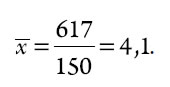 x̅ = 617/150 = 4,1.